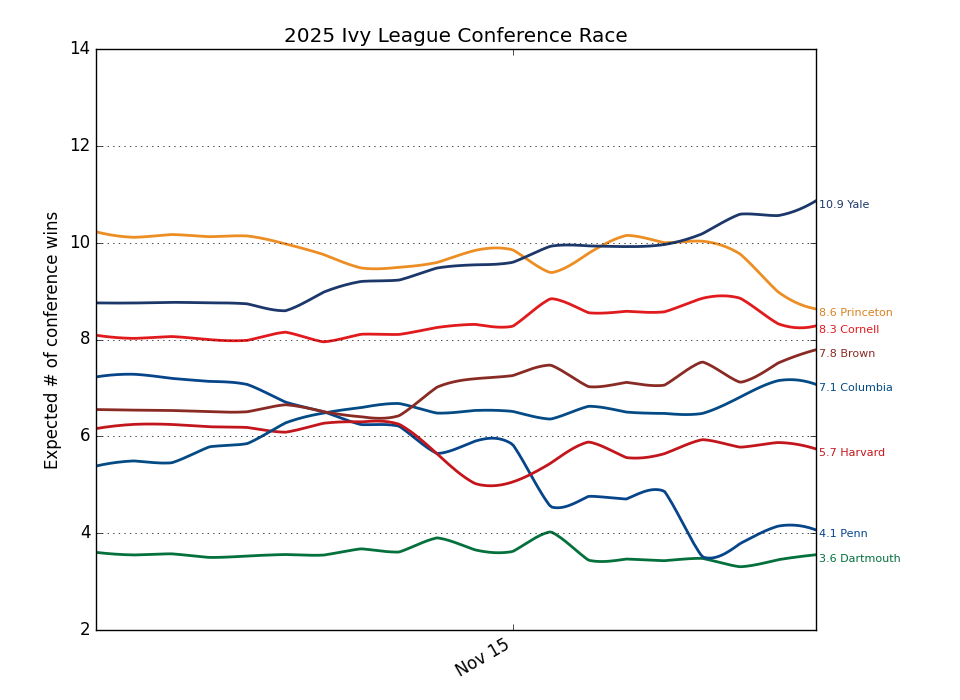 2025 Ivy League Conference Race
Expected # of conference wins
14
12
10
8
6
4
2
10.9 Yale
8.6 Princeton
8.3 Cornell
7.8 Brown
7.1 Columbia
5.7 Harvard
4.1 Penn
3.6 Dartmouth
Nov 15